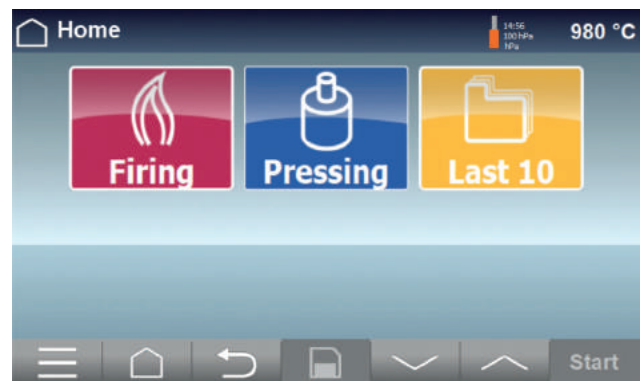 Home
14:56
100 hPa
hPa
980 °C
Firing
Pressing
Last 10
Start